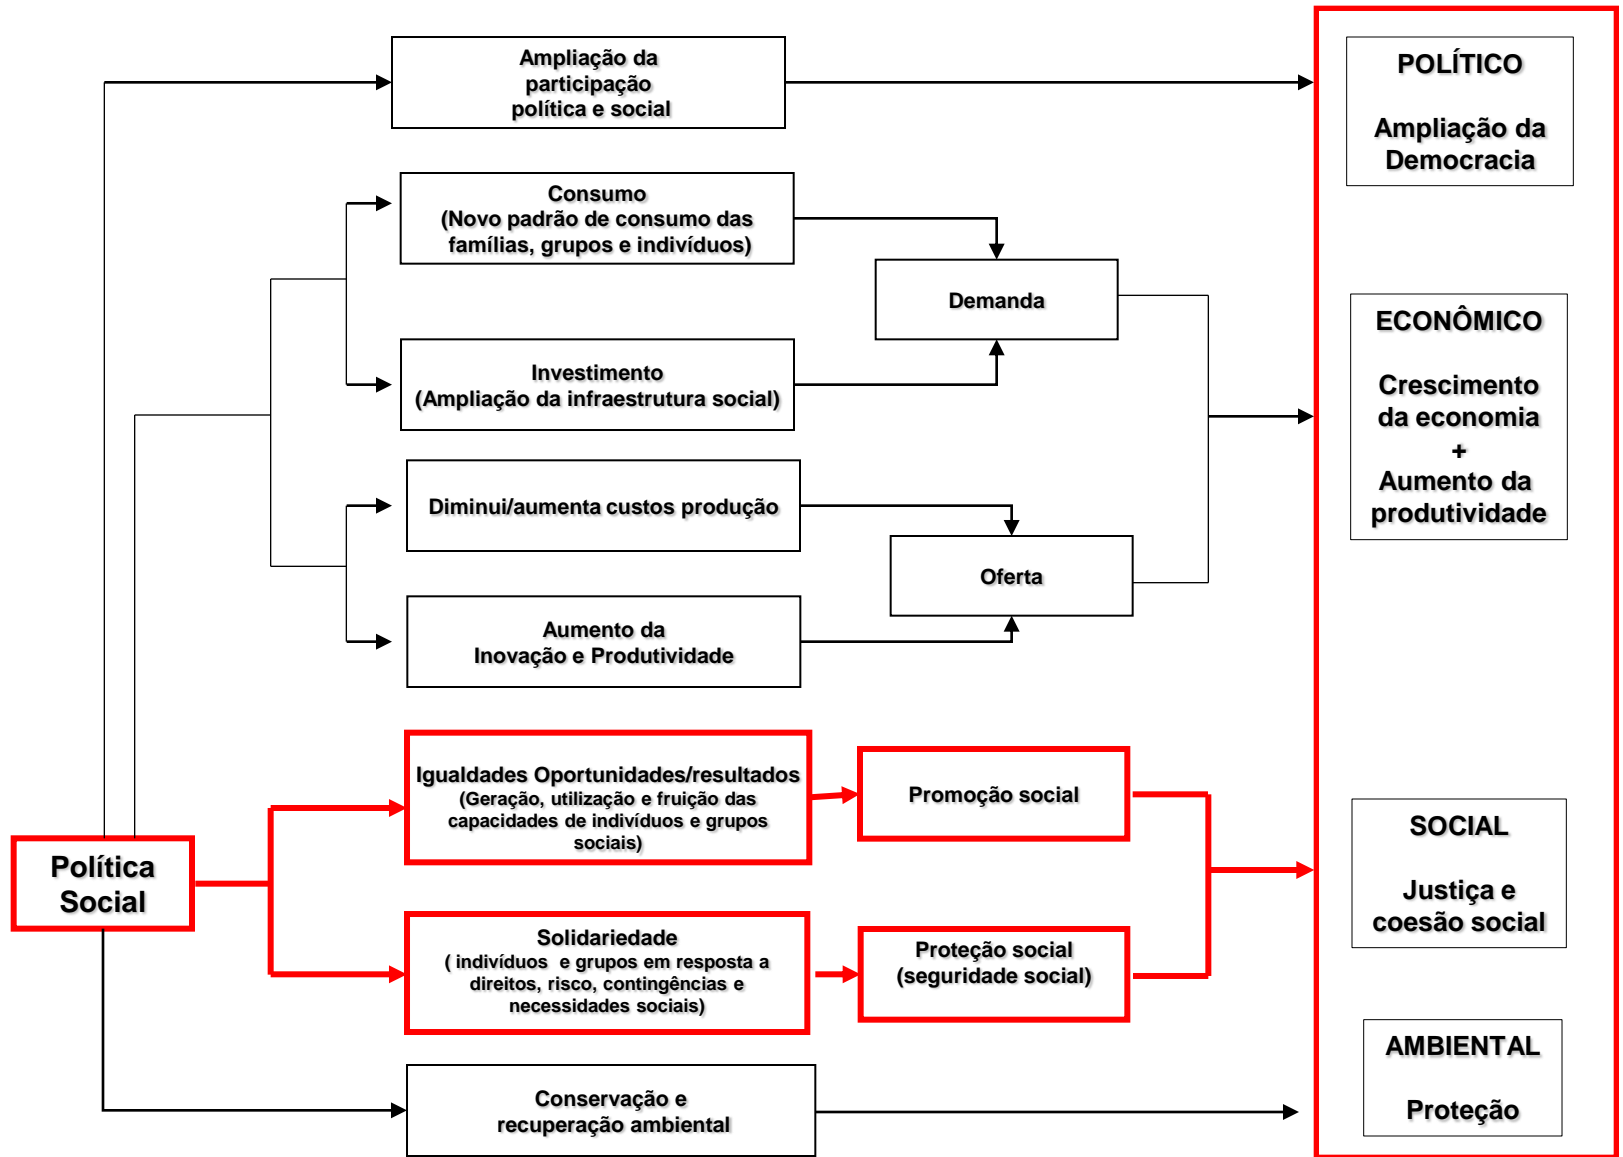 Ampliação da
participação
política e social
Consumo
(Novo padrão de consumo das
famílias, grupos e indivíduos)
Demanda
Investimento
(Ampliação da infraestrutura social)
Diminui/aumenta custos produção
Oferta
Aumento da
Inovação e Produtividade
Igualdades Oportunidades/resultados
(Geração, utilização e fruição das
capacidades de indivíduos e grupos
sociais)
Promoção social
Política
Social
Solidariedade
( indivíduos e grupos em resposta a
direitos, risco, contingências e
necessidades sociais)
Proteção social
(seguridade social)
Conservação e
recuperação ambiental
POLÍTICO
Ampliação da
Democracia
ECONÔMICO
Crescimento
da economia
+
Aumento da
produtividade
SOCIAL
Justiça e
coesão social
AMBIENTAL
Proteção